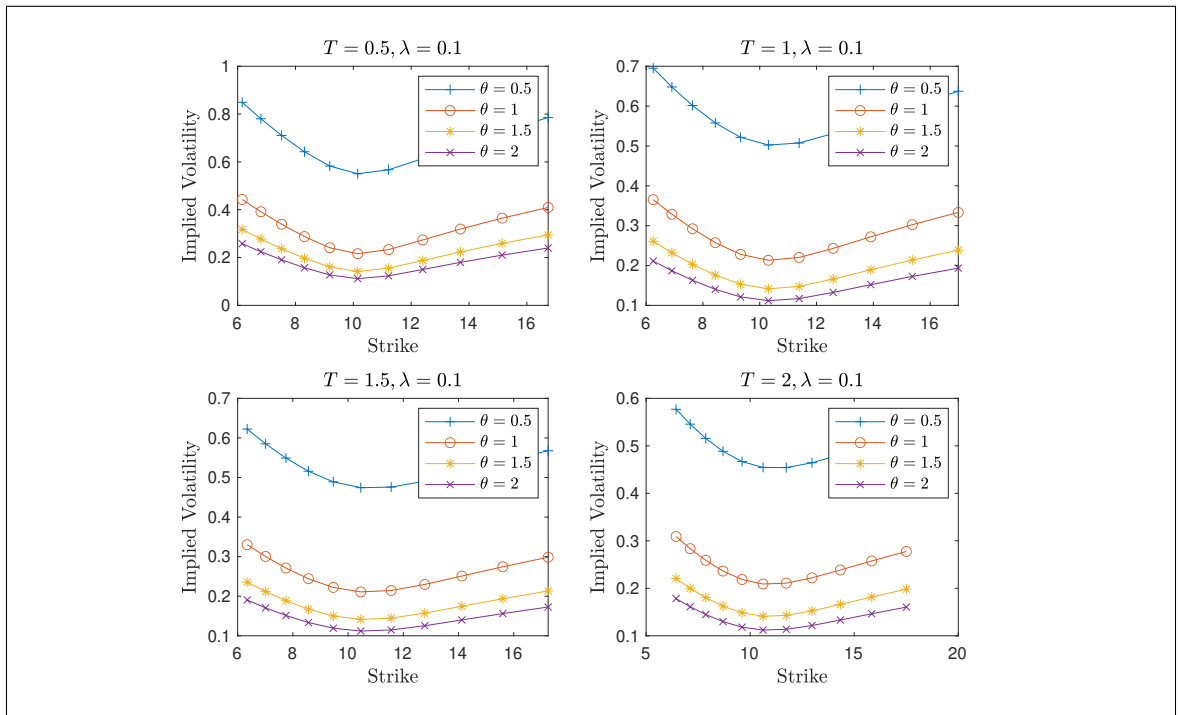 T = 0.5, λ = 0.1
1
0.8
0.6
0.4
0.2
0
Implied Volatility
6 8 10 12 14 16
Strike
θ = 0.5
θ = 1
θ = 1.5
θ = 2
T = 1, λ = 0.1
0.7
0.6
0.5
0.4
0.3
0.2
0.1
Implied Volatility
6 8 10 12 14 16
Strike
θ = 0.5
θ = 1
θ = 1.5
θ = 2
T = 1.5, λ = 0.1
0.7
0.6
0.5
0.4
0.3
0.2
0.1
Implied Volatility
6 8 10 12 14 16
Strike
θ = 0.5
θ = 1
θ = 1.5
θ = 2
T = 2, λ = 0.1
0.6
0.5
0.4
0.3
0.2
0.1
Implied Volatility
5 10 15 20
Strike
θ = 0.5
θ = 1
θ = 1.5
θ = 2